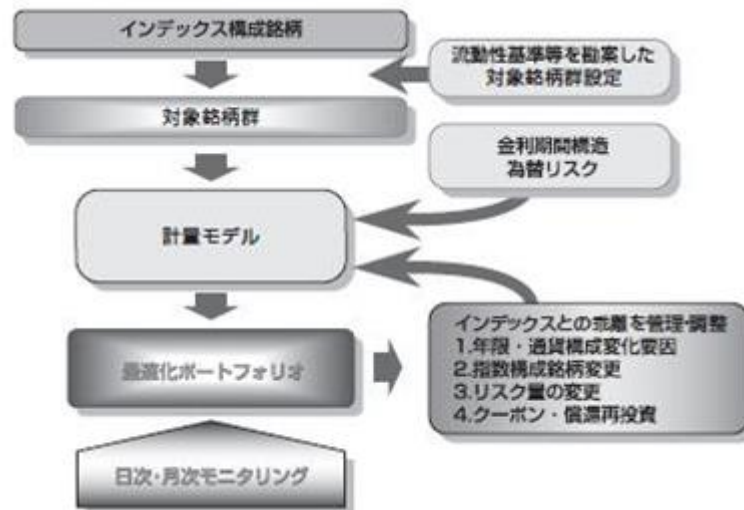 インデックス構成銘柄
流動性基準等を勘案した
対象銘柄群設定
対象銘柄群
金利期間構造
為替リスク
計量モデル
インデックスとの乖離を管理・調整
1.年限・通貨構成変化要因
2.指数構成銘柄変更
3.リスク量の変更
4.クーポン・償還再投資
最適化ポートフォリオ
日次・月次モニタリング